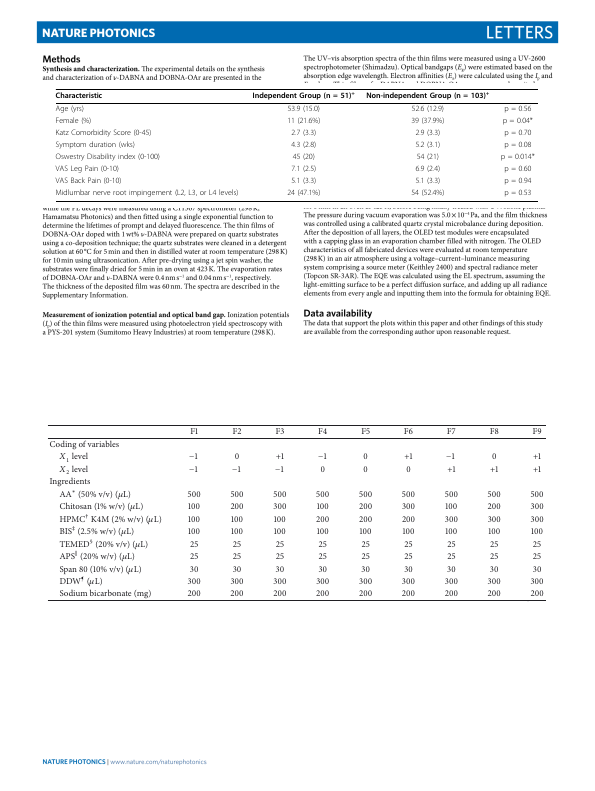 NATURE PHOTONICS
LETTERS
Methods
Synthesis and characterization. The experimental details on the synthesis
and characterization of ν-DABNA and DOBNA-OAr are presented in the
The UV–vis absorption spectra of the thin films were measured using a UV-2600
spectrophotometer (Shimadzu). Optical bandgaps (Eg) were estimated based on the
absorption edge wavelength. Electron affinities (Ea) were calculated using the Ip and
Characteristic Independent Group (n = 51)+ Non-independent Group (n = 103)+
Age (yrs) 53.9 (15.0) 52.6 (12.9) p = 0.56
Female (%) 11 (21.6%) 39 (37.9%) p = 0.04*
Katz Comorbidity Score (0-45) 2.7 (3.3) 2.9 (3.3) p = 0.70
Symptom duration (wks) 4.3 (2.8) 5.2 (3.1) p = 0.08
Oswestry Disability index (0-100) 45 (20) 54 (21) p = 0.014*
VAS Leg Pain (0-10) 7.1 (2.5) 6.9 (2.4) p = 0.60
VAS Back Pain (0-10) 5.1 (3.3) 5.1 (3.3) p = 0.94
Midlumbar nerve root impingement (L2, L3, or L4 levels) 24 (47.1%) 54 (52.4%) p = 0.53
while the PL decays were measured using a C11367 spectrometer (298 K,
Hamamatsu Photonics) and then fitted using a single exponential function to
determine the lifetimes of prompt and delayed fluorescence. The thin films of
DOBNA-OAr doped with 1 wt% ν-DABNA were prepared on quartz substrates
using a co-deposition technique; the quartz substrates were cleaned in a detergent
solution at 60 °C for 5 min and then in distilled water at room temperature (298 K)
for 10 min using ultrasonication. After pre-drying using a jet spin washer, the
substrates were finally dried for 5 min in an oven at 423 K. The evaporation rates
of DOBNA-OAr and ν-DABNA were 0.4 nm s−1 and 0.04 nm s−1, respectively.
The thickness of the deposited film was 60 nm. The spectra are described in the
Supplementary Information.
Measurement of ionization potential and optical band gap. Ionization potentials
(Ip) of the thin films were measured using photoelectron yield spectroscopy with
a PYS-201 system (Sumitomo Heavy Industries) at room temperature (298 K).
The pressure during vacuum evaporation was 5.0 × 10−4 Pa, and the film thickness
was controlled using a calibrated quartz crystal microbalance during deposition.
After the deposition of all layers, the OLED test modules were encapsulated
with a capping glass in an evaporation chamber filled with nitrogen. The OLED
characteristics of all fabricated devices were evaluated at room temperature
(298 K) in an air atmosphere using a voltage–current–luminance measuring
system comprising a source meter (Keithley 2400) and spectral radiance meter
(Topcon SR-3AR). The EQE was calculated using the EL spectrum, assuming the
light-emitting surface to be a perfect diffusion surface, and adding up all radiance
elements from every angle and inputting them into the formula for obtaining EQE.
Data availability
The data that support the plots within this paper and other findings of this study
are available from the corresponding author upon reasonable request.
F1 F2 F3 F4 F5 F6 F7 F8 F9
Coding of variables
X1 level −1 0 +1 −1 0 +1 −1 0 +1
X2 level −1 −1 −1 0 0 0 +1 +1 +1
Ingredients
AA* (50% v/v) (μL) 500 500 500 500 500 500 500 500 500
Chitosan (1% w/v) (μL) 100 200 300 100 200 300 100 200 300
HPMC† K4M (2% w/v) (μL) 100 100 100 200 200 200 300 300 300
BIS‡ (2.5% w/v) (μL) 100 100 100 100 100 100 100 100 100
TEMED§ (20% v/v) (μL) 25 25 25 25 25 25 25 25 25
APS‖ (20% w/v) (μL) 25 25 25 25 25 25 25 25 25
Span 80 (10% v/v) (μL) 30 30 30 30 30 30 30 30 30
DDW¶ (μL) 300 300 300 300 300 300 300 300 300
Sodium bicarbonate (mg) 200 200 200 200 200 200 200 200 200
NATURE PHOTONICS | www.nature.com/naturephotonics